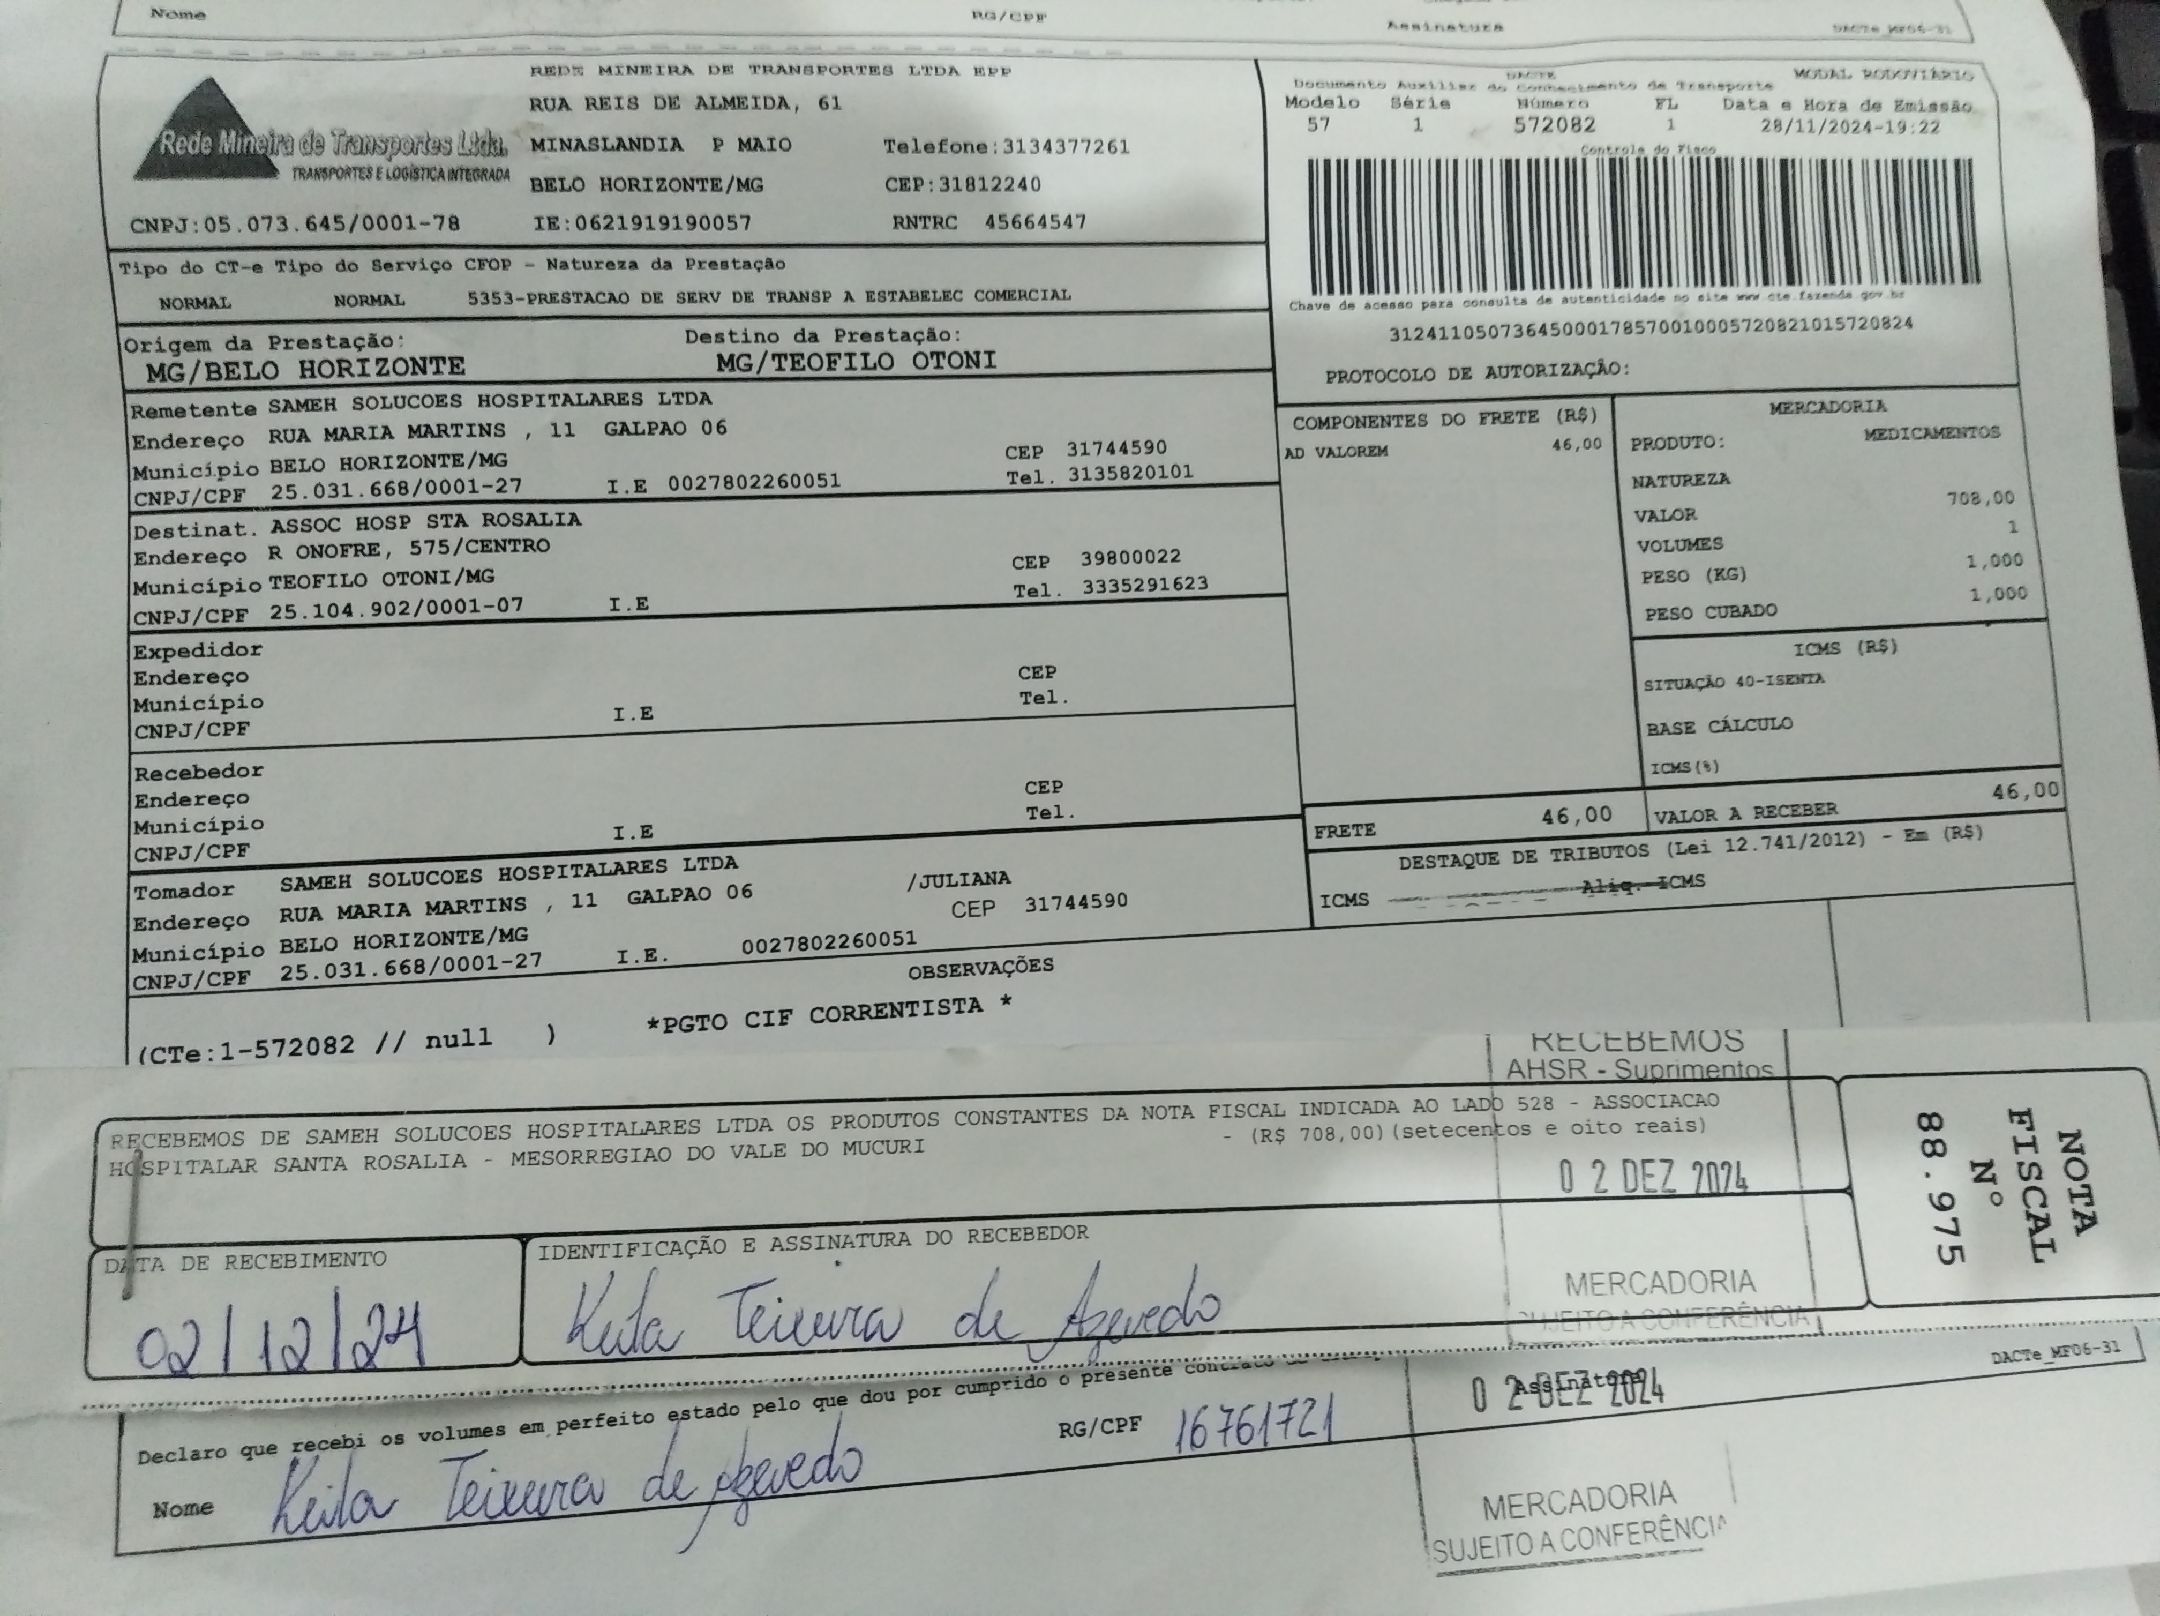 Nome RG/CPF Assinatura DACTe_MF06-31
Rede Mineira de Transportes Ltda.
TRANSPORTES E LOGÍSTICA INTEGRADA
REDE MINEIRA DE TRANSPORTES LTDA EPP
RUA REIS DE ALMEIDA, 61
MINASLANDIA P MAIO Telefone:3134377261
BELO HORIZONTE/MG CEP:31812240
CNPJ:05.073.645/0001-78 IE:0621919190057 RNTRC 45664547
DACTE MODAL RODOVIÁRIO
Documento Auxiliar do Conhecimento de Transporte
Modelo Série Número FL Data e Hora de Emissão
57 1 572082 1 28/11/2024-19:22
Controle do Fisco
Chave de acesso para consulta de autenticidade no site www.cte.fazenda.gov.br
31241105073645000178570010005720821015720824
PROTOCOLO DE AUTORIZAÇÃO:
Tipo do CT-e Tipo do Serviço CFOP - Natureza da Prestação
NORMAL NORMAL 5353-PRESTACAO DE SERV DE TRANSP A ESTABELEC COMERCIAL
Origem da Prestação: Destino da Prestação:
MG/BELO HORIZONTE MG/TEOFILO OTONI
Remetente SAMEH SOLUCOES HOSPITALARES LTDA
Endereço RUA MARIA MARTINS , 11 GALPAO 06
Município BELO HORIZONTE/MG CEP 31744590
CNPJ/CPF 25.031.668/0001-27 I.E 0027802260051 Tel. 3135820101
Destinat. ASSOC HOSP STA ROSALIA
Endereço R ONOFRE, 575/CENTRO
Município TEOFILO OTONI/MG CEP 39800022
CNPJ/CPF 25.104.902/0001-07 I.E Tel. 3335291623
Expedidor
Endereço CEP
Município Tel.
CNPJ/CPF I.E
Recebedor
Endereço CEP
Município Tel.
CNPJ/CPF I.E
Tomador SAMEH SOLUCOES HOSPITALARES LTDA /JULIANA
Endereço RUA MARIA MARTINS , 11 GALPAO 06 CEP 31744590
Município BELO HORIZONTE/MG
CNPJ/CPF 25.031.668/0001-27 I.E. 0027802260051
COMPONENTES DO FRETE (R$)
AD VALOREM 46,00
MERCADORIA
PRODUTO: MEDICAMENTOS
NATUREZA
VALOR 708,00
VOLUMES 1
PESO (KG) 1,000
PESO CUBADO 1,000
ICMS (R$)
SITUAÇÃO 40-ISENTA
BASE CÁLCULO
ICMS(%)
FRETE 46,00 VALOR A RECEBER 46,00
DESTAQUE DE TRIBUTOS (Lei 12.741/2012) - Em (R$)
ICMS Aliq. ICMS
OBSERVAÇÕES
(CTe:1-572082 // null ) *PGTO CIF CORRENTISTA *
RECEBEMOS
AHSR - Suprimentos
RECEBEMOS DE SAMEH SOLUCOES HOSPITALARES LTDA OS PRODUTOS CONSTANTES DA NOTA FISCAL INDICADA AO LADO 528 - ASSOCIACAO
HOSPITALAR SANTA ROSALIA - MESORREGIAO DO VALE DO MUCURI - (R$ 708,00)(setecentos e oito reais)
02 DEZ 2024
NOTA
FISCAL
Nº
88.975
DATA DE RECEBIMENTO IDENTIFICAÇÃO E ASSINATURA DO RECEBEDOR
02/12/24 Keila Teixeira de Azevedo
MERCADORIA
SUJEITO A CONFERÊNCIA
DACTe_MF06-31
Declaro que recebi os volumes em perfeito estado pelo que dou por cumprido o presente contrato de
Nome Keila Teixeira de Azevedo RG/CPF 16761721 Assinatura
02 DEZ 2024
MERCADORIA
SUJEITO A CONFERÊNCIA